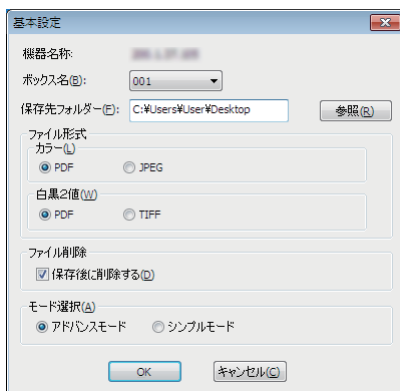 基本設定
機器名称:
ボックス名(B): 001
保存先フォルダー(F): C:¥Users¥User¥Desktop 参照(R)
ファイル形式
カラー(L)
PDF JPEG
白黒2値(W)
PDF TIFF
ファイル削除
保存後に削除する(D)
モード選択(A)
アドバンスモード シンプルモード
OK キャンセル(C)